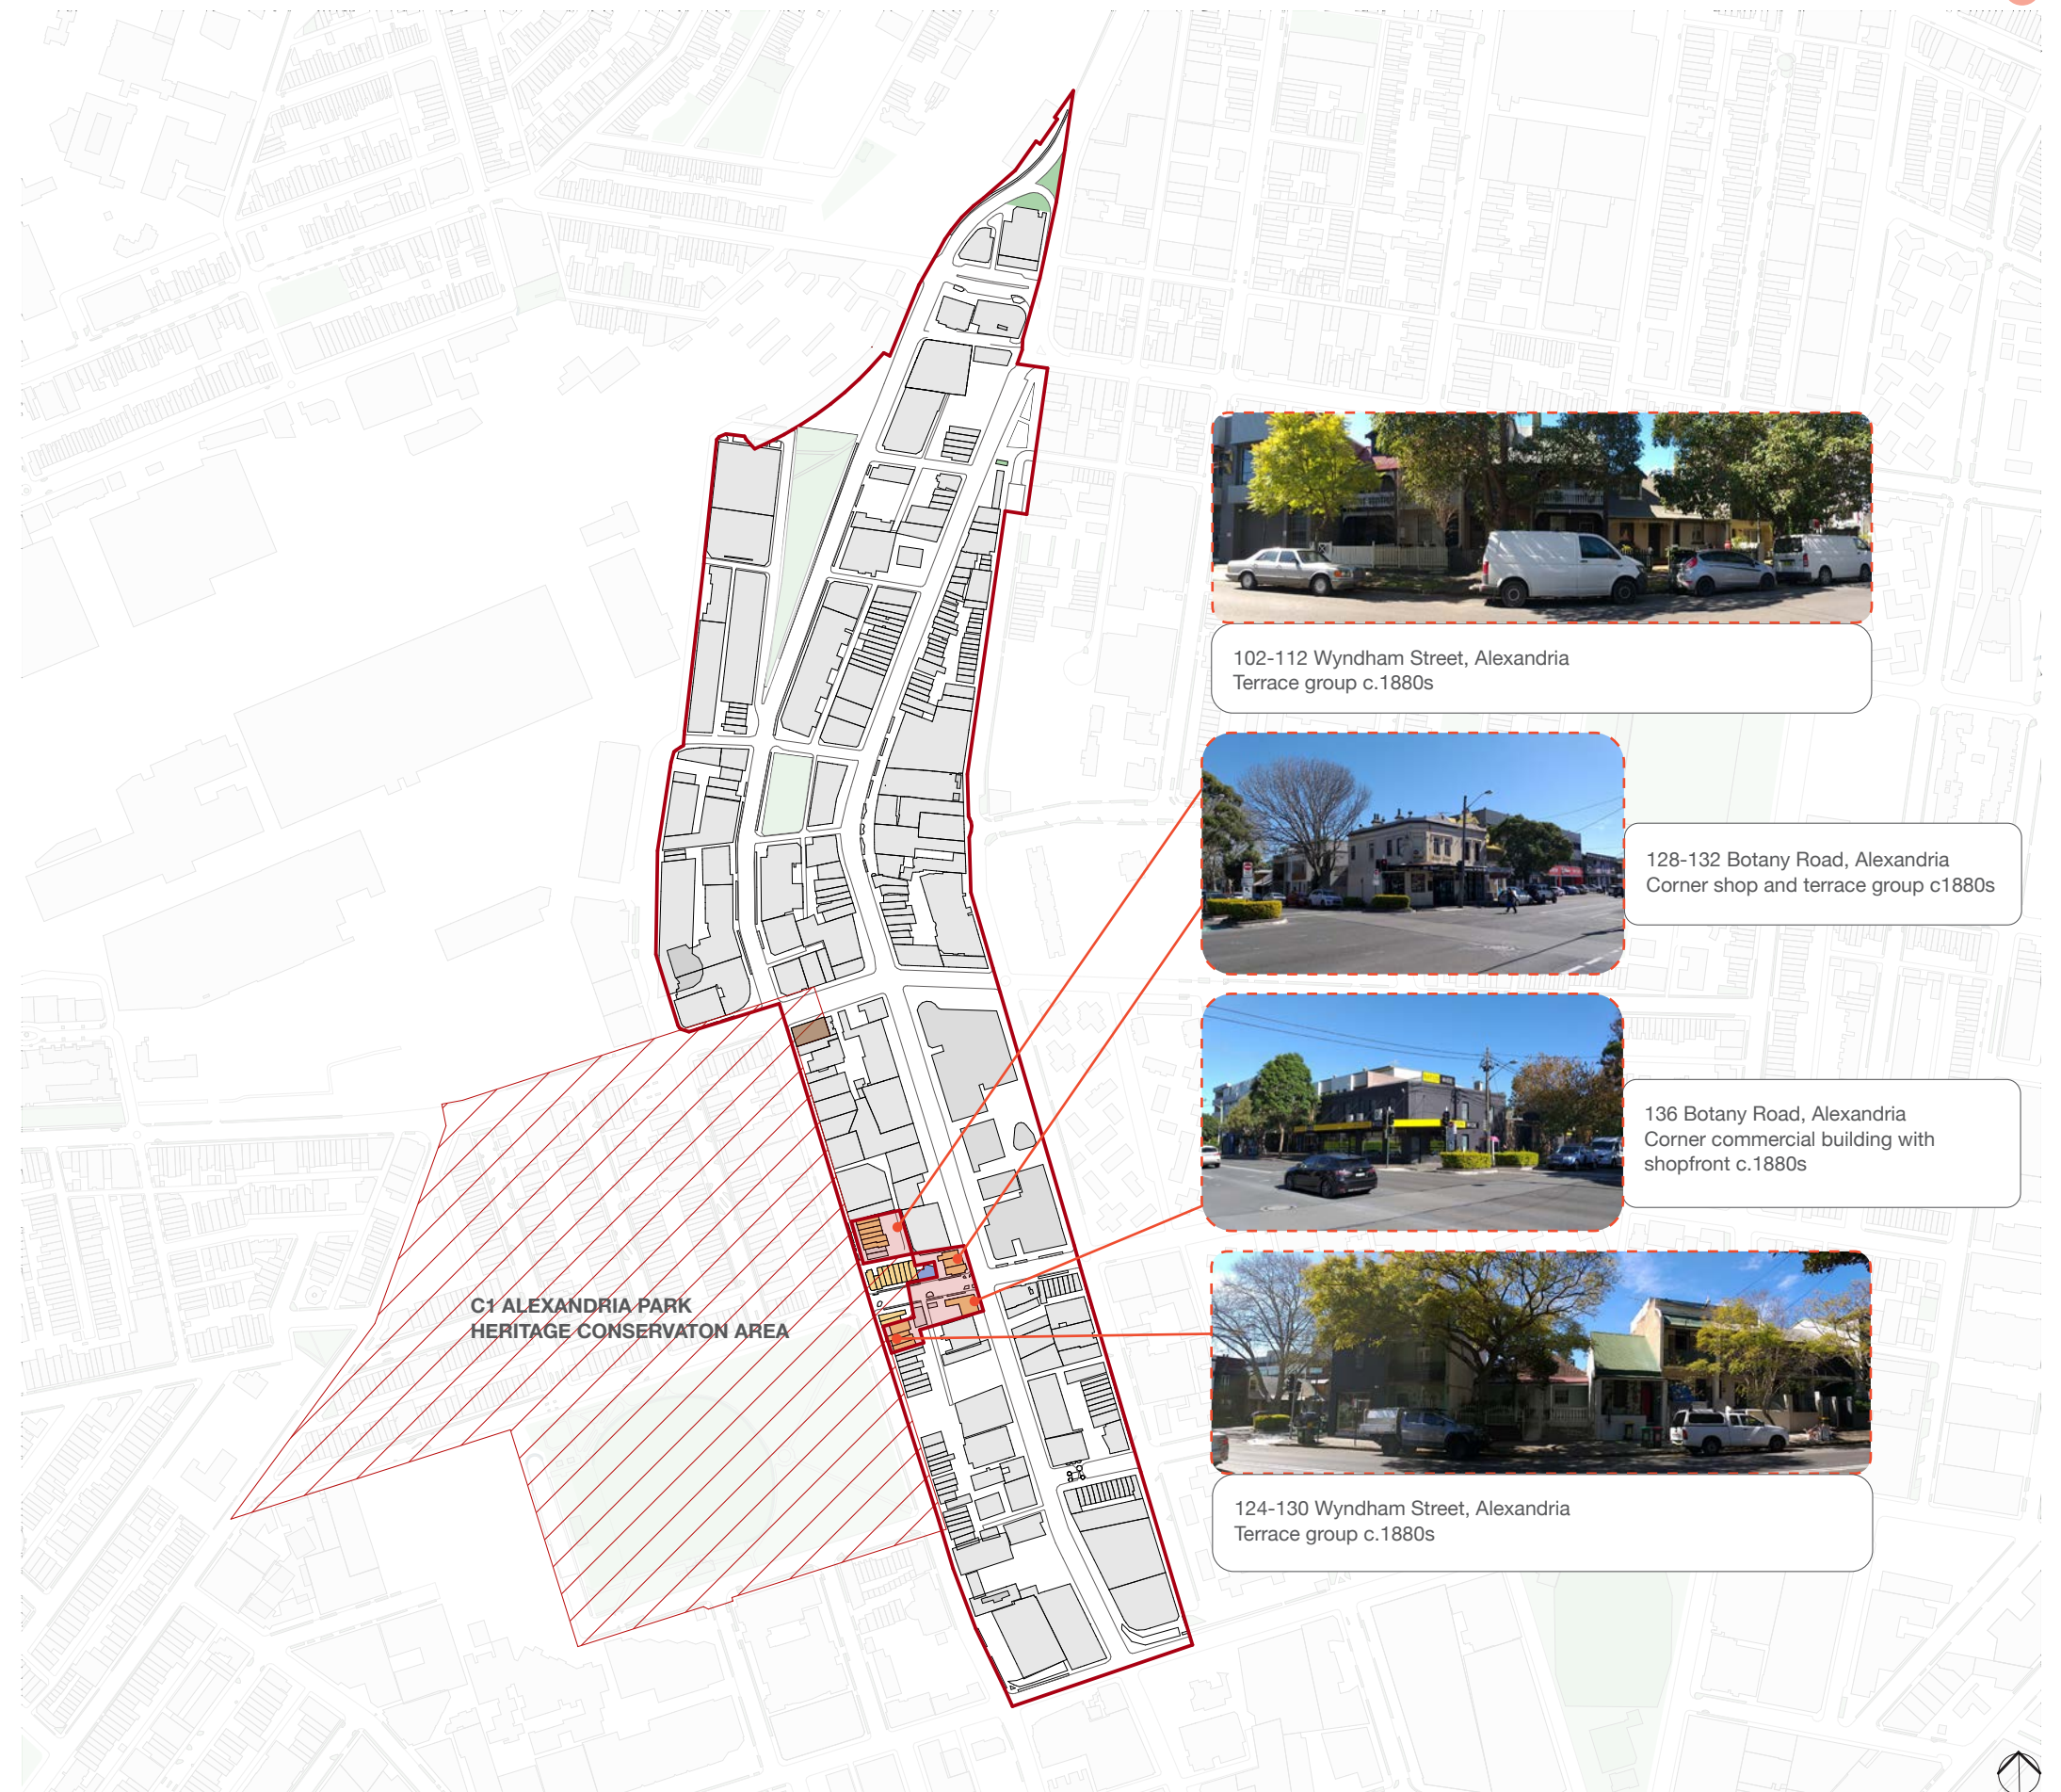 102-112 Wyndham Street, Alexandria
Terrace group c.1880s
128-132 Botany Road, Alexandria
Corner shop and terrace group c1880s
136 Botany Road, Alexandria
Corner commercial building with
shopfront c.1880s
C1 ALEXANDRIA PARK
HERITAGE CONSERVATON AREA
124-130 Wyndham Street, Alexandria
Terrace group c.1880s